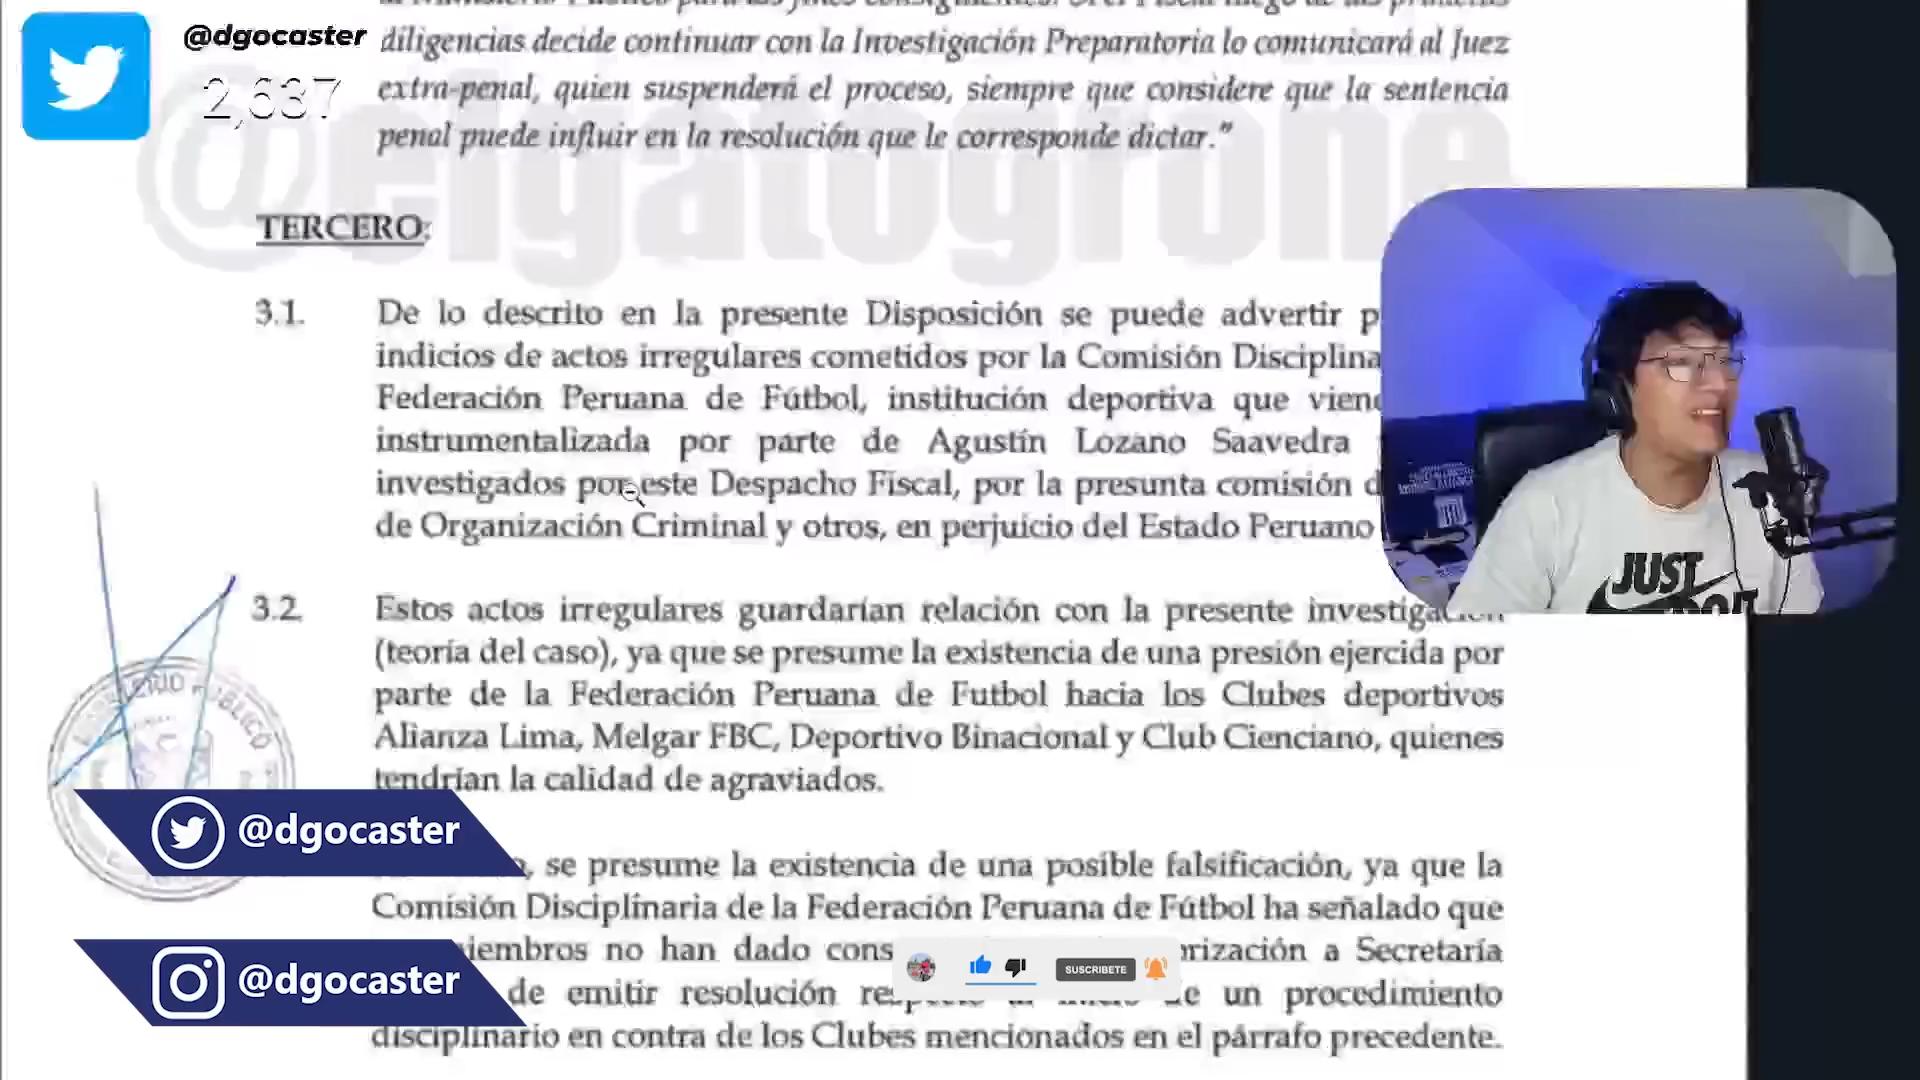 @dgocaster
2,637
diligencias decide continuar con la Investigación Preparatoria lo comunicará al Juez
extra-penal, quien suspenderá el proceso, siempre que considere que la sentencia
penal puede influir en la resolución que le corresponde dictar."
@elgatogrone
TERCERO:
3.1. De lo descrito en la presente Disposición se puede advertir
indicios de actos irregulares cometidos por la Comisión
Federación Peruana de Fútbol, institución deportiva que
instrumentalizada por parte de Agustín Lozano Saavedra
investigados por este Despacho Fiscal, por la presunta comisión
de Organización Criminal y otros, en perjuicio del Estado Peruano
3.2. Estos actos irregulares guardarían relación con la presente investigación
(teoría del caso), ya que se presume la existencia de una presión ejercida por
parte de la Federación Peruana de Futbol hacia los Clubes deportivos
Alianza Lima, Melgar FBC, Deportivo Binacional y Club Cienciano, quienes
tendrían la calidad de agraviados.
se presume la existencia de una posible falsificación, ya que la
Comisión Disciplinaria de la Federación Peruana de Fútbol ha señalado que
no han dado a Secretaría
de emitir resolución de un procedimiento
disciplinario en contra de los Clubes mencionados en el párrafo precedente.
@dgocaster
@dgocaster
SUSCRIBETE
JUST